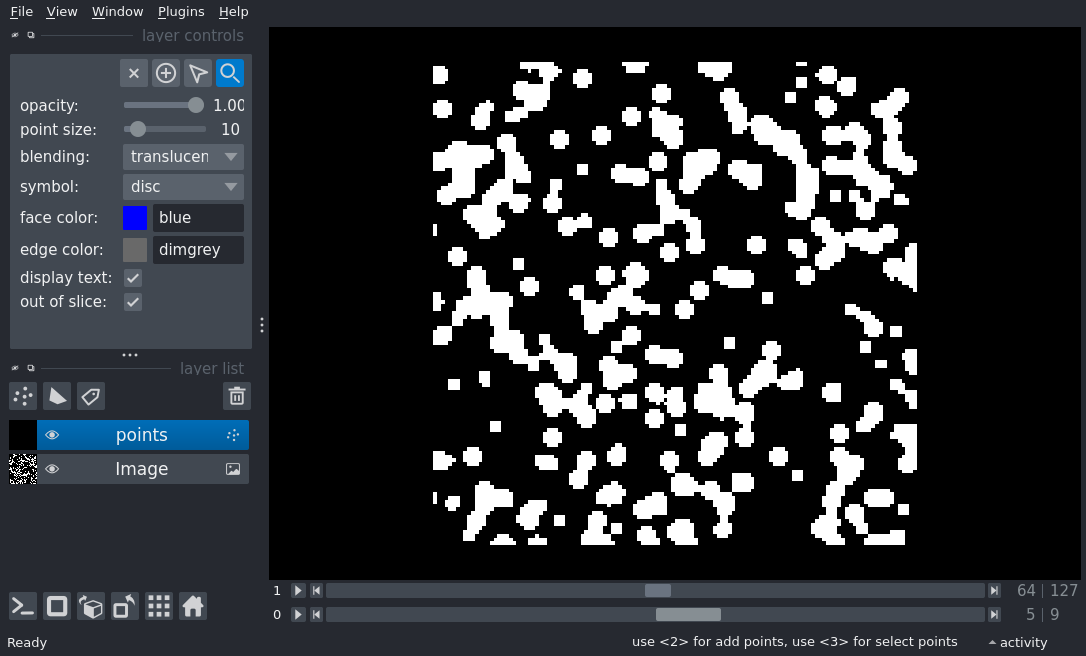 File View Window Plugins Help
layer controls
opacity: 1.00
point size: 10
blending: translucen
symbol: disc
face color: blue
edge color: dimgrey
display text:
out of slice:
layer list
points
Image
1 64 127
0 5 9
Ready use <2> for add points, use <3> for select points activity